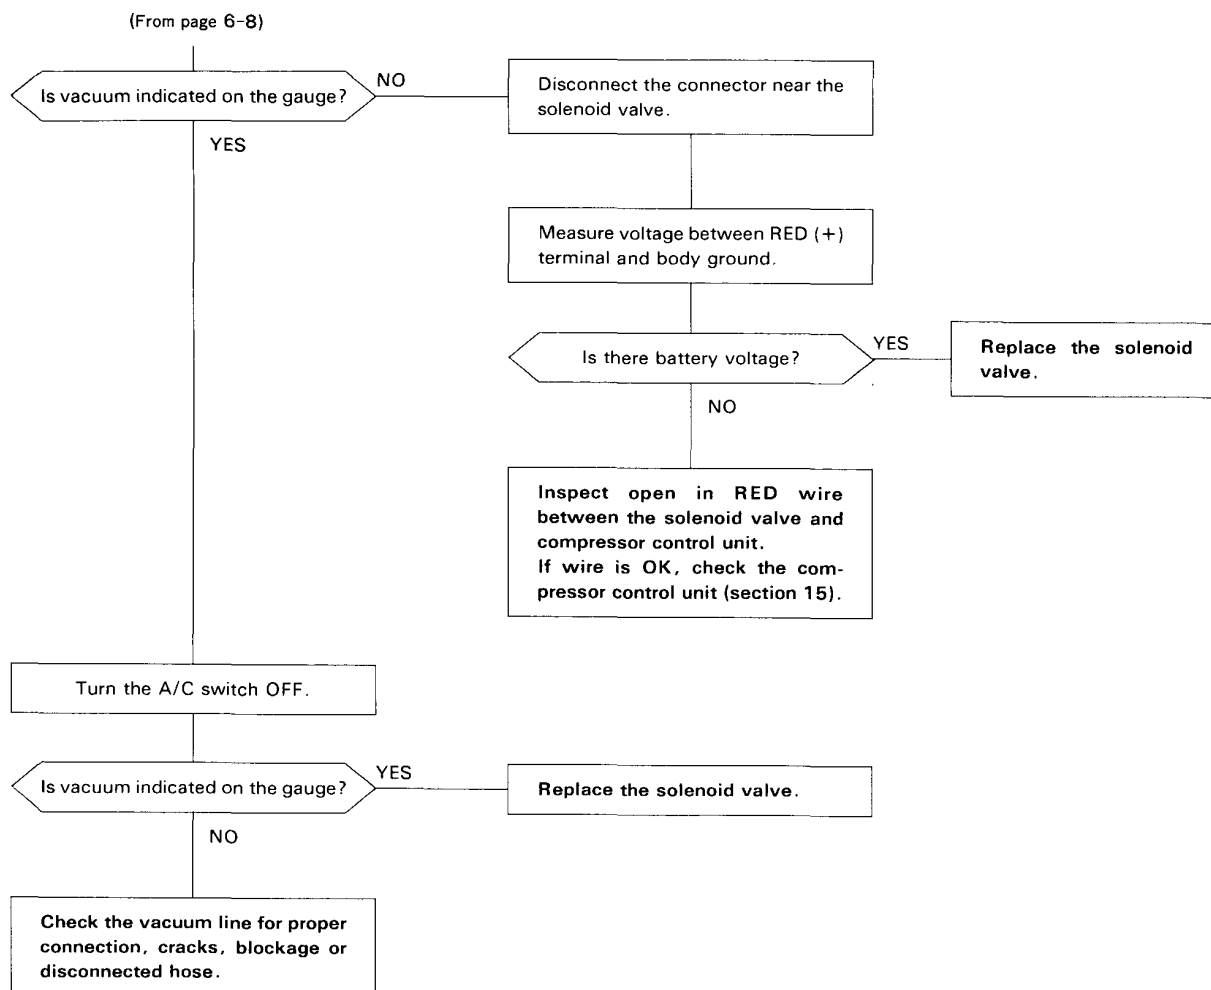 (From page 6-8)
Is vacuum indicated on the gauge?
NO
YES
Disconnect the connector near the
solenoid valve.
Measure voltage between RED (+)
terminal and body ground.
Is there battery voltage?
YES
NO
Replace the solenoid
valve.
Inspect open in RED wire
between the solenoid valve and
compressor control unit.
If wire is OK, check the com-
pressor control unit (section 15).
Turn the A/C switch OFF.
Is vacuum indicated on the gauge?
YES
NO
Replace the solenoid valve.
Check the vacuum line for proper
connection, cracks, blockage or
disconnected hose.